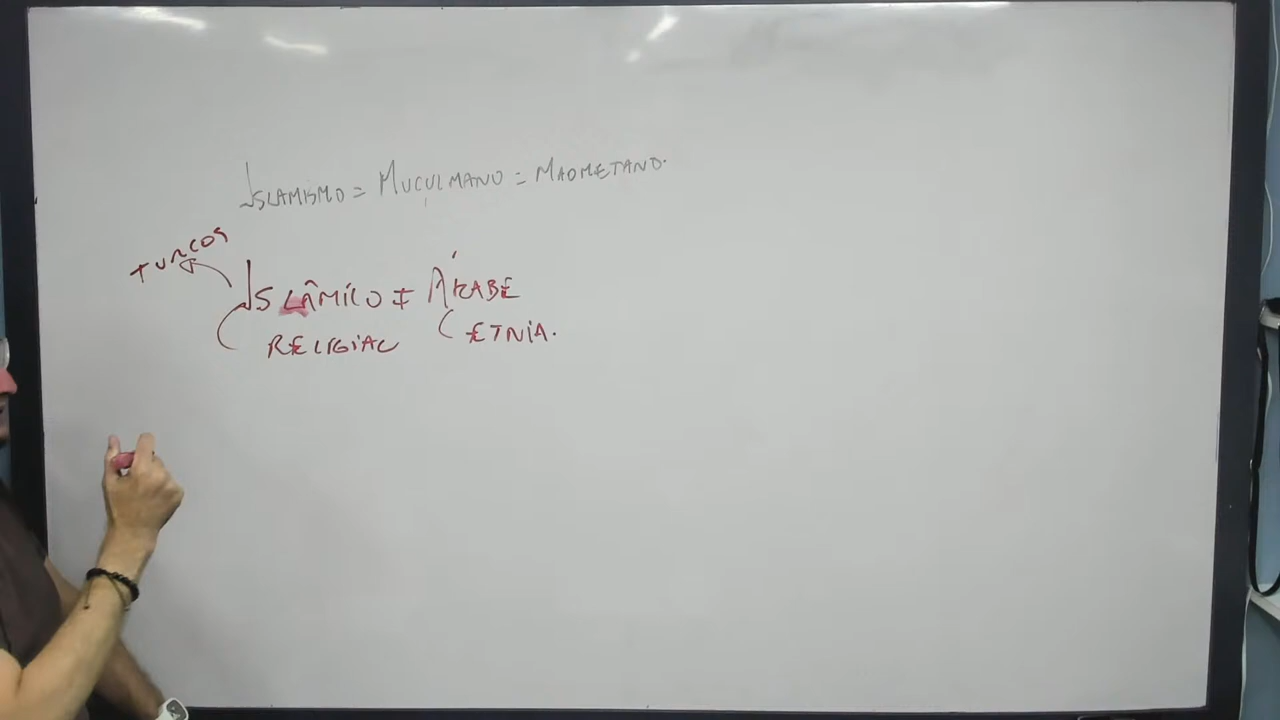 ISLAMISMO = MUÇULMANO = MAOMETANO.
TURCOS
ISLÂMICO ≠ ÁRABE
RELIGIÃO ETNIA.